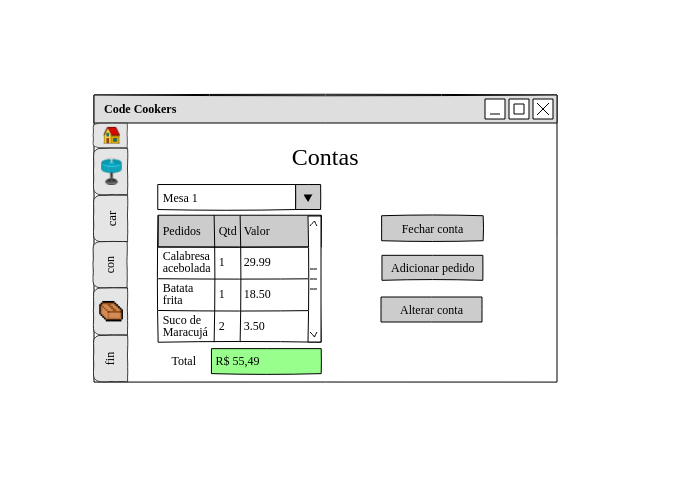 Code Cookers
Contas
Mesa 1
Pedidos Qtd Valor
Calabresa
acebolada 1 29.99
Batata
frita 1 18.50
Suco de
Maracujá 2 3.50
Total R$ 55,49
Fechar conta
Adicionar pedido
Alterar conta
car
con
fin